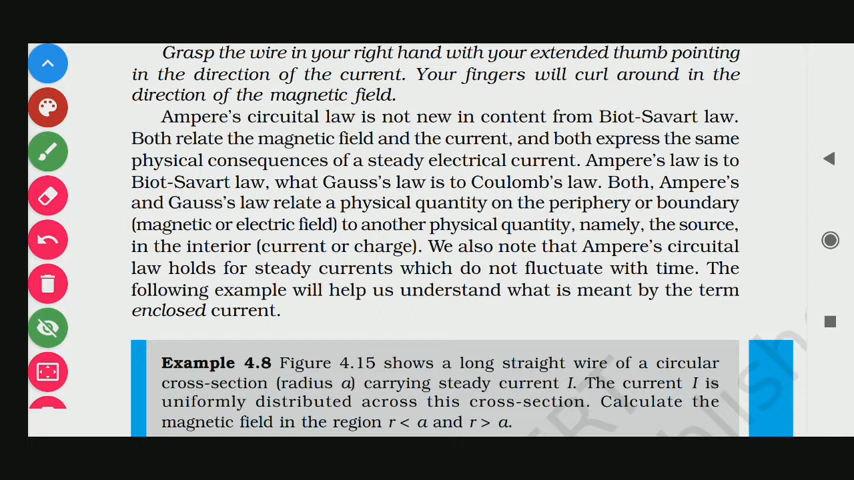 Grasp the wire in your right hand with your extended thumb pointing
in the direction of the current. Your fingers will curl around in the
direction of the magnetic field.
Ampere's circuital law is not new in content from Biot-Savart law.
Both relate the magnetic field and the current, and both express the same
physical consequences of a steady electrical current. Ampere's law is to
Biot-Savart law, what Gauss's law is to Coulomb's law. Both, Ampere's
and Gauss's law relate a physical quantity on the periphery or boundary
(magnetic or electric field) to another physical quantity, namely, the source,
in the interior (current or charge). We also note that Ampere's circuital
law holds for steady currents which do not fluctuate with time. The
following example will help us understand what is meant by the term
enclosed current.
Example 4.8 Figure 4.15 shows a long straight wire of a circular
cross-section (radius a) carrying steady current I. The current I is
uniformly distributed across this cross-section. Calculate the
magnetic field in the region r < a and r > a.